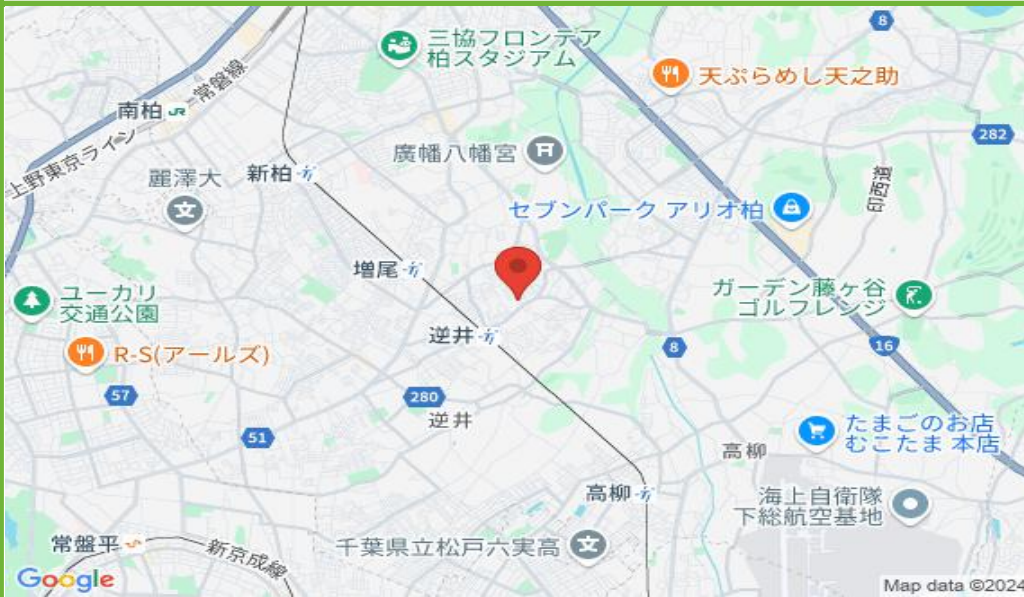 8
三協フロンテア
柏スタジアム
天ぷらめし天之助
常磐線
南柏
JR
282
上野東京ライン
廣幡八幡宮
麗澤大
新柏
印西道
セブンパーク アリオ柏
増尾
ユーカリ
交通公園
ガーデン藤ヶ谷
ゴルフレンジ
逆井
8
16
R-S(アールズ)
57
280
逆井
51
たまごのお店
むこたま 本店
高柳
高柳
海上自衛隊
下総航空基地
常盤平
新京成線
千葉県立松戸六実高
Google
Map data ©2024